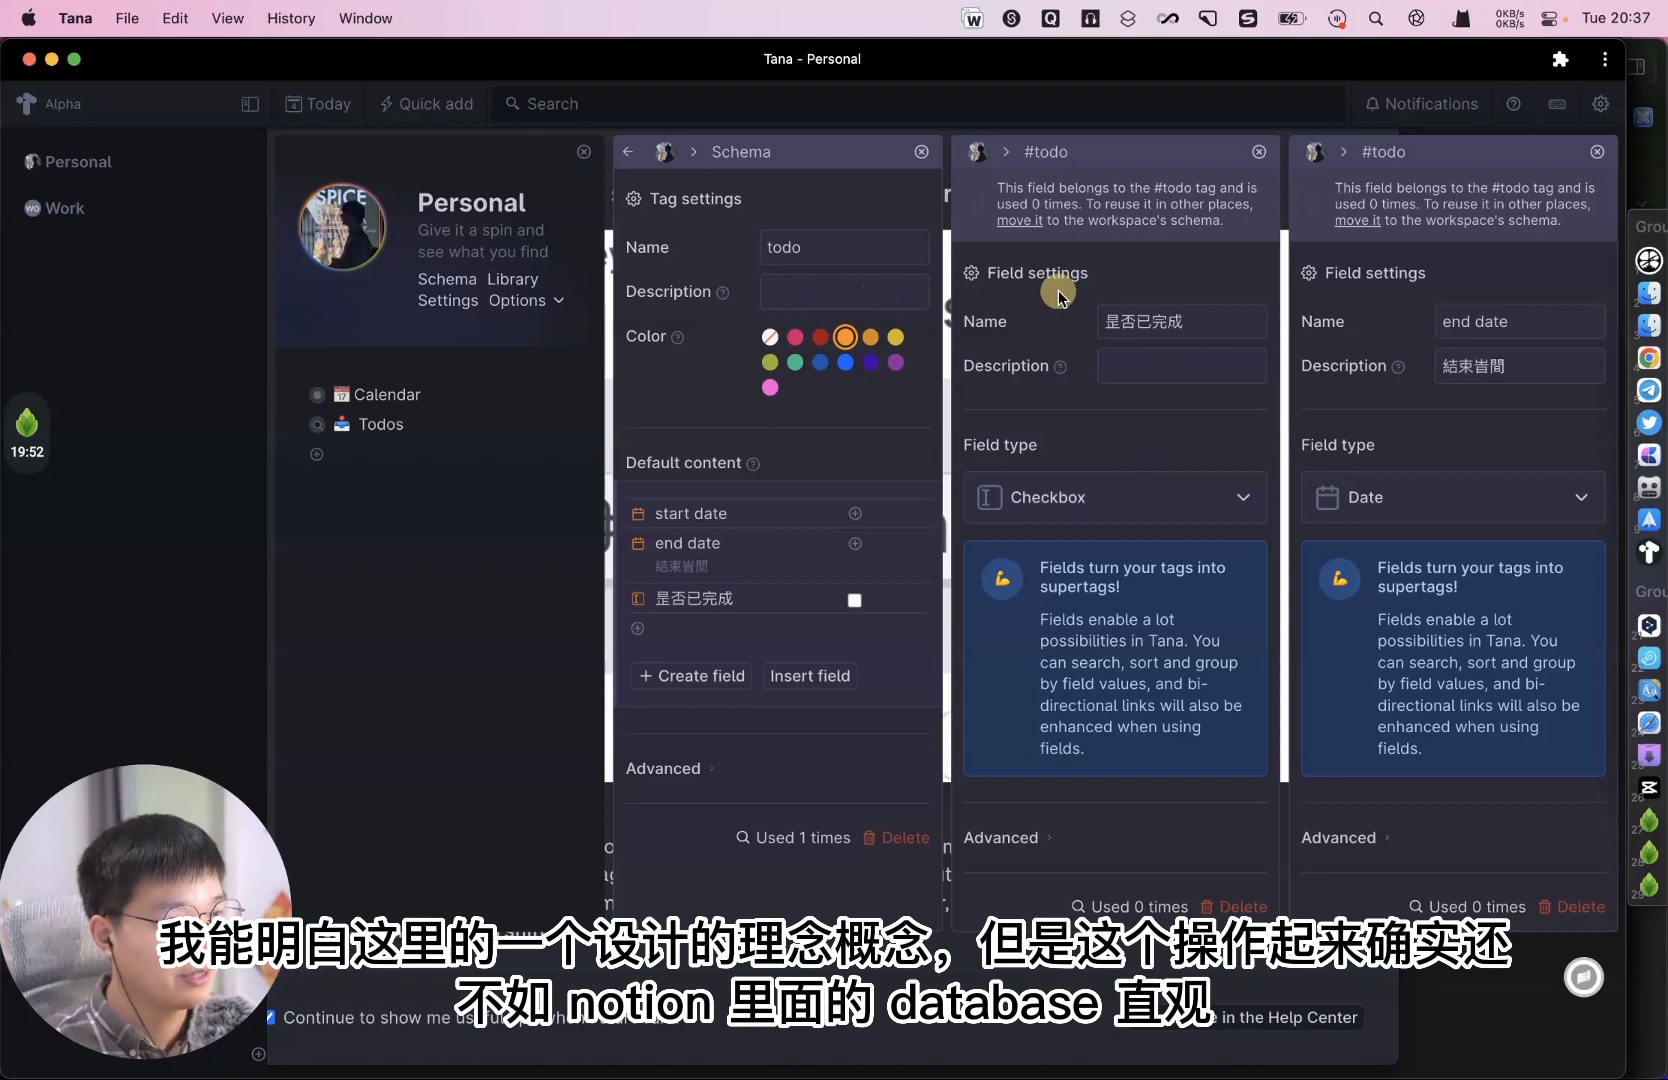 Tana File Edit View History Window
0KB/s
0KB/s
Tue 20:37
Tana - Personal
Alpha
Today
Quick add
Search
Notifications
Personal
WO Work
19:52
SPICE
Personal
Give it a spin and
see what you find
Schema Library
Settings Options
Calendar
Todos
Schema
Tag settings
Name
todo
Description
Color
Default content
start date
end date
結束旹間
是否已完成
+ Create field
Insert field
Advanced
Used 1 times
Delete
#todo
This field belongs to the #todo tag and is
used 0 times. To reuse it in other places,
move it to the workspace's schema.
Field settings
Name
是否已完成
Description
Field type
Checkbox
Fields turn your tags into
supertags!
Fields enable a lot
possibilities in Tana. You
can search, sort and group
by field values, and bi-
directional links will also be
enhanced when using
fields.
Advanced
Used 0 times
Delete
#todo
This field belongs to the #todo tag and is
used 0 times. To reuse it in other places,
move it to the workspace's schema.
Field settings
Name
end date
Description
結束旹間
Field type
Date
Fields turn your tags into
supertags!
Fields enable a lot
possibilities in Tana. You
can search, sort and group
by field values, and bi-
directional links will also be
enhanced when using
fields.
Advanced
Used 0 times
Delete
Grou
Grou
我能明白这里的一个设计的理念概念，但是这个操作起来确实还
不如 notion 里面的 database 直观
Continue to show me
in the Help Center